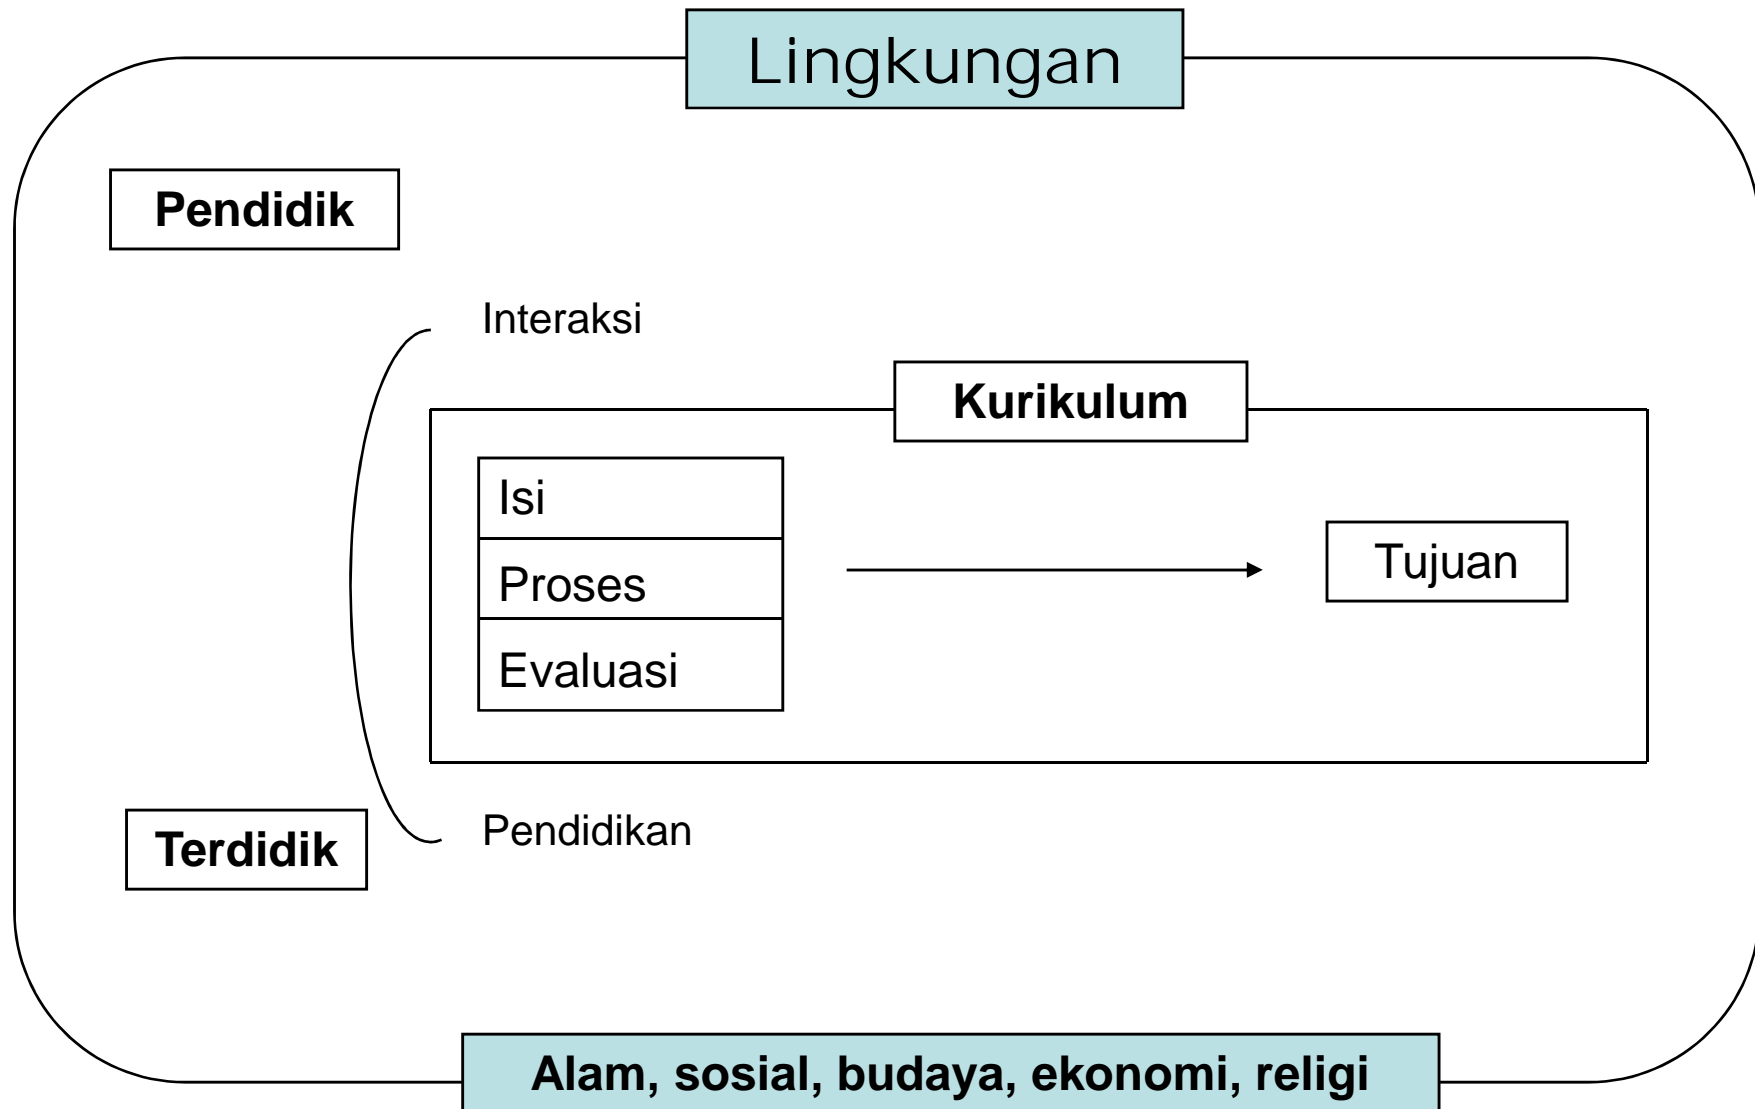 Lingkungan
Pendidik
Interaksi
Kurikulum
Isi
Proses
Evaluasi
Tujuan
Pendidikan
Terdidik
Alam, sosial, budaya, ekonomi, religi